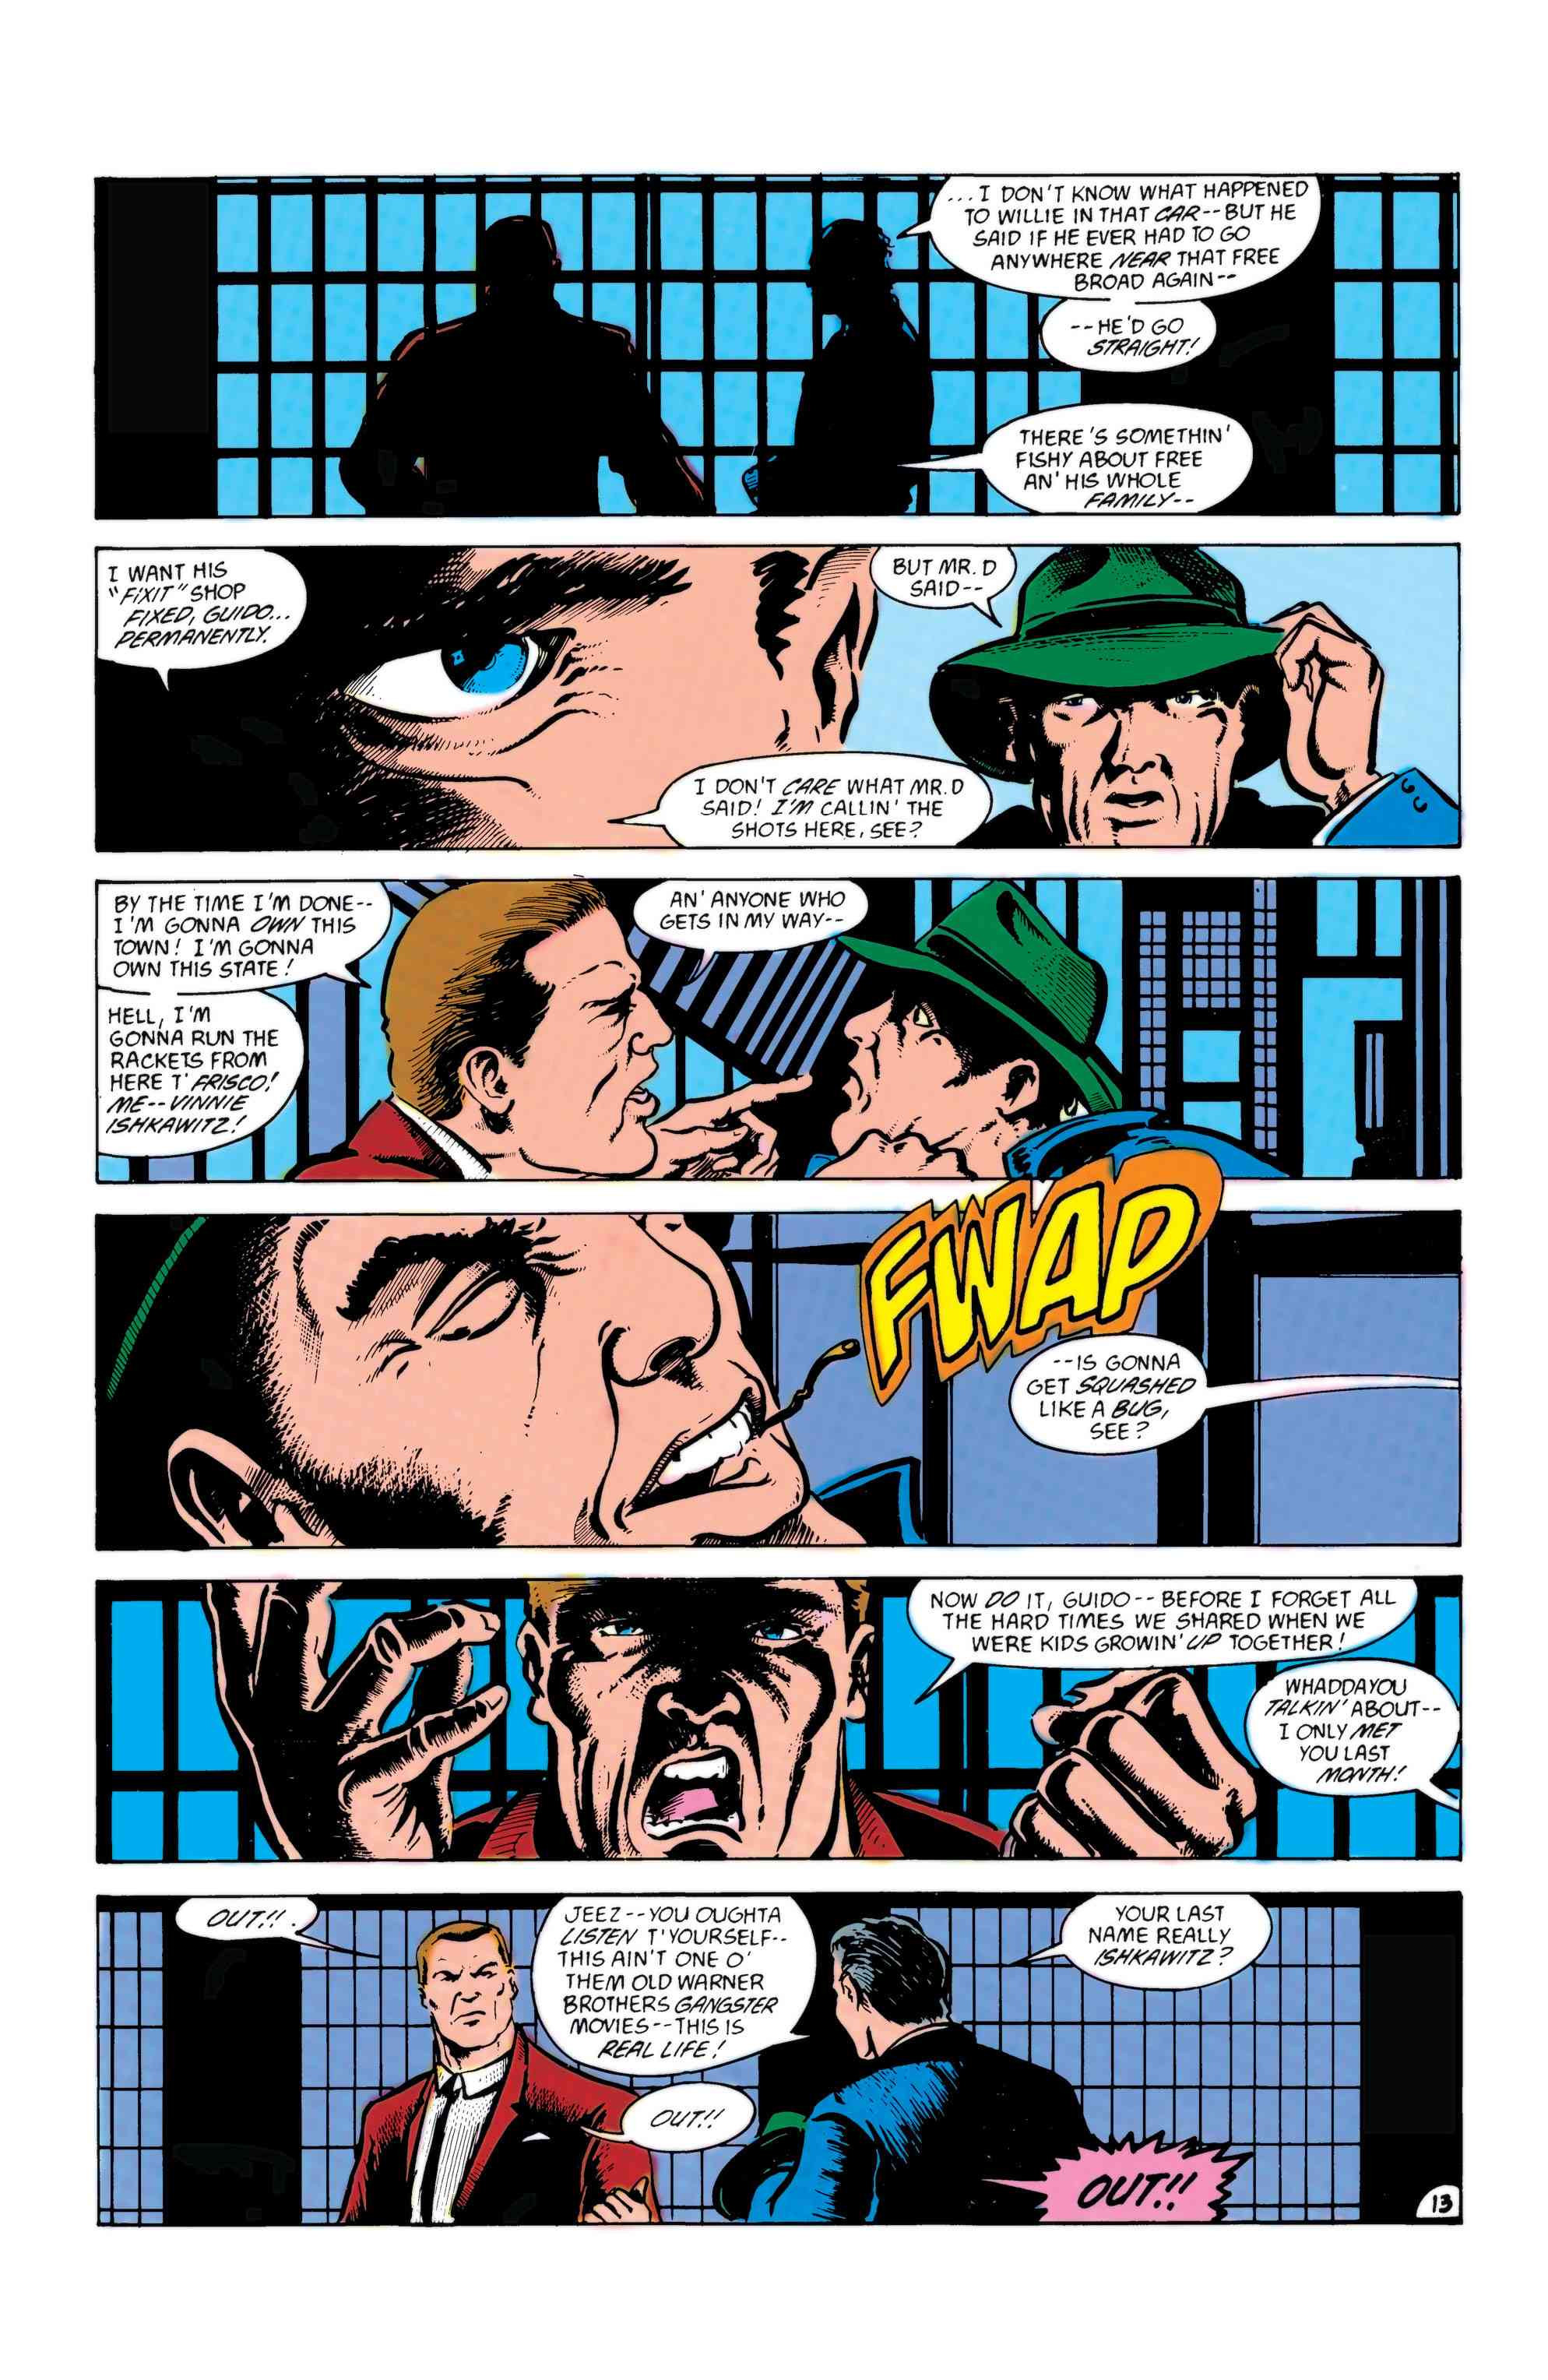 ...I DON'T KNOW WHAT HAPPENED
TO WILLIE IN THAT CAR--BUT HE
SAID IF HE EVER HAD TO GO
ANYWHERE NEAR THAT FREE
BROAD AGAIN--
--HE'D GO
STRAIGHT!
THERE'S SOMETHIN'
FISHY ABOUT FREE
AN' HIS WHOLE
FAMILY--
I WANT HIS
"FIXIT" SHOP
FIXED, GUIDO...
PERMANENTLY.
BUT MR. D
SAID--
I DON'T CARE WHAT MR. D
SAID! I'M CALLIN' THE
SHOTS HERE, SEE?
BY THE TIME I'M DONE--
I'M GONNA OWN THIS
TOWN! I'M GONNA
OWN THIS STATE!
HELL, I'M
GONNA RUN THE
RACKETS FROM
HERE T' FRISCO!
ME--VINNIE
ISHKAWITZ!
AN' ANYONE WHO
GETS IN MY WAY--
FWAP
--IS GONNA
GET SQUASHED
LIKE A BUG,
SEE?
NOW DO IT, GUIDO--BEFORE I FORGET ALL
THE HARD TIMES WE SHARED WHEN WE
WERE KIDS GROWIN' UP TOGETHER!
WHADDAYOU
TALKIN' ABOUT--
I ONLY MET
YOU LAST
MONTH!
OUT!!
JEEZ--YOU OUGHTA
LISTEN T'YOURSELF--
THIS AIN'T ONE O'
THEM OLD WARNER
BROTHERS GANGSTER
MOVIES--THIS IS
REAL LIFE!
OUT!!
YOUR LAST
NAME REALLY
ISHKAWITZ?
OUT!!
13